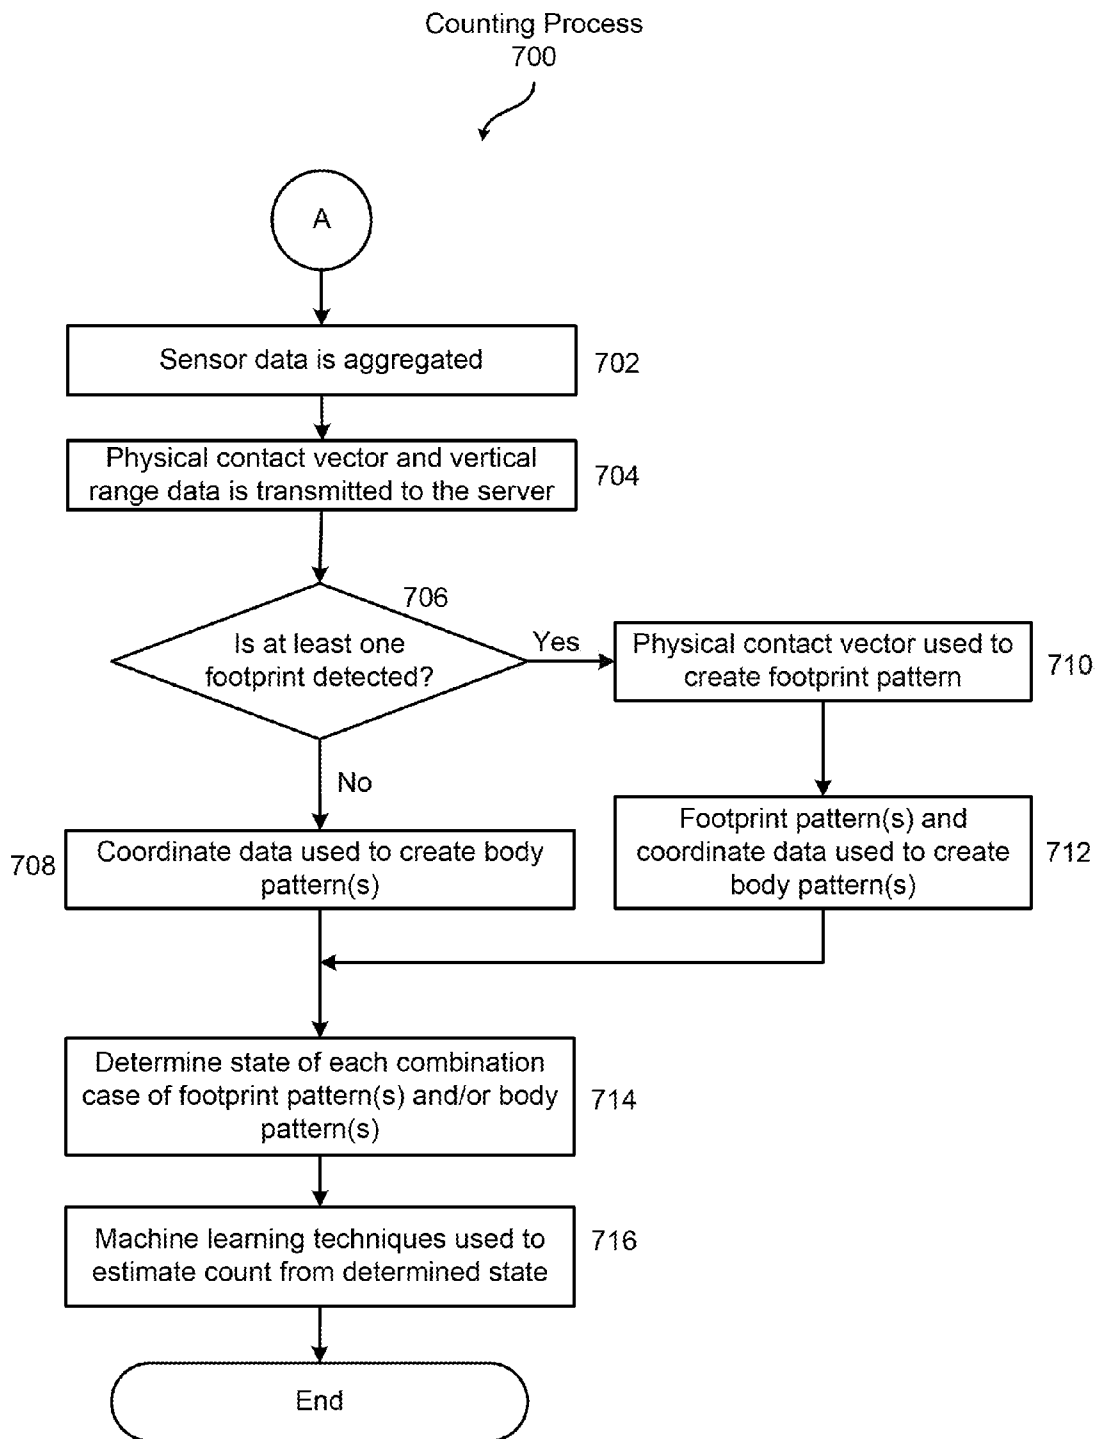 Counting Process
700
A
Sensor data is aggregated
702
Physical contact vector and vertical
range data is transmitted to the server
704
706
Is at least one
footprint detected?
Yes
Physical contact vector used to
create footprint pattern
710
No
Footprint pattern(s) and
coordinate data used to create
body pattern(s)
712
708
Coordinate data used to create body
pattern(s)
Determine state of each combination
case of footprint pattern(s) and/or body
pattern(s)
714
Machine learning techniques used to
estimate count from determined state
716
End